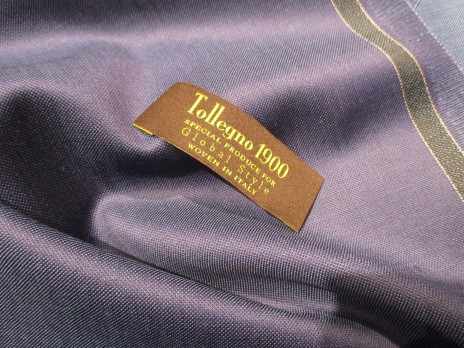 Tollegno 1900
SPECIAL PRODUCE FOR
Global Style
WOVEN IN ITALY